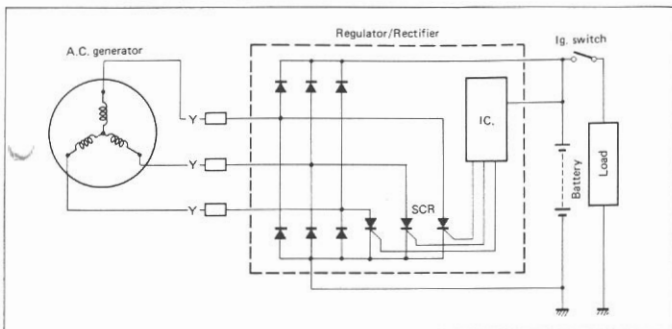 Regulator/Rectifier
Ig. switch
A.C. generator
Y
IC.
Y
Battery
Load
SCR
Y